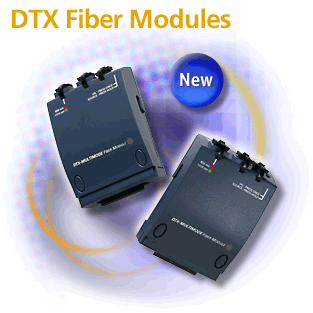 DTX Fiber Modules
New
DTX-MULTIMODE Fiber Module
DTX-MULTIMODE Fiber Module